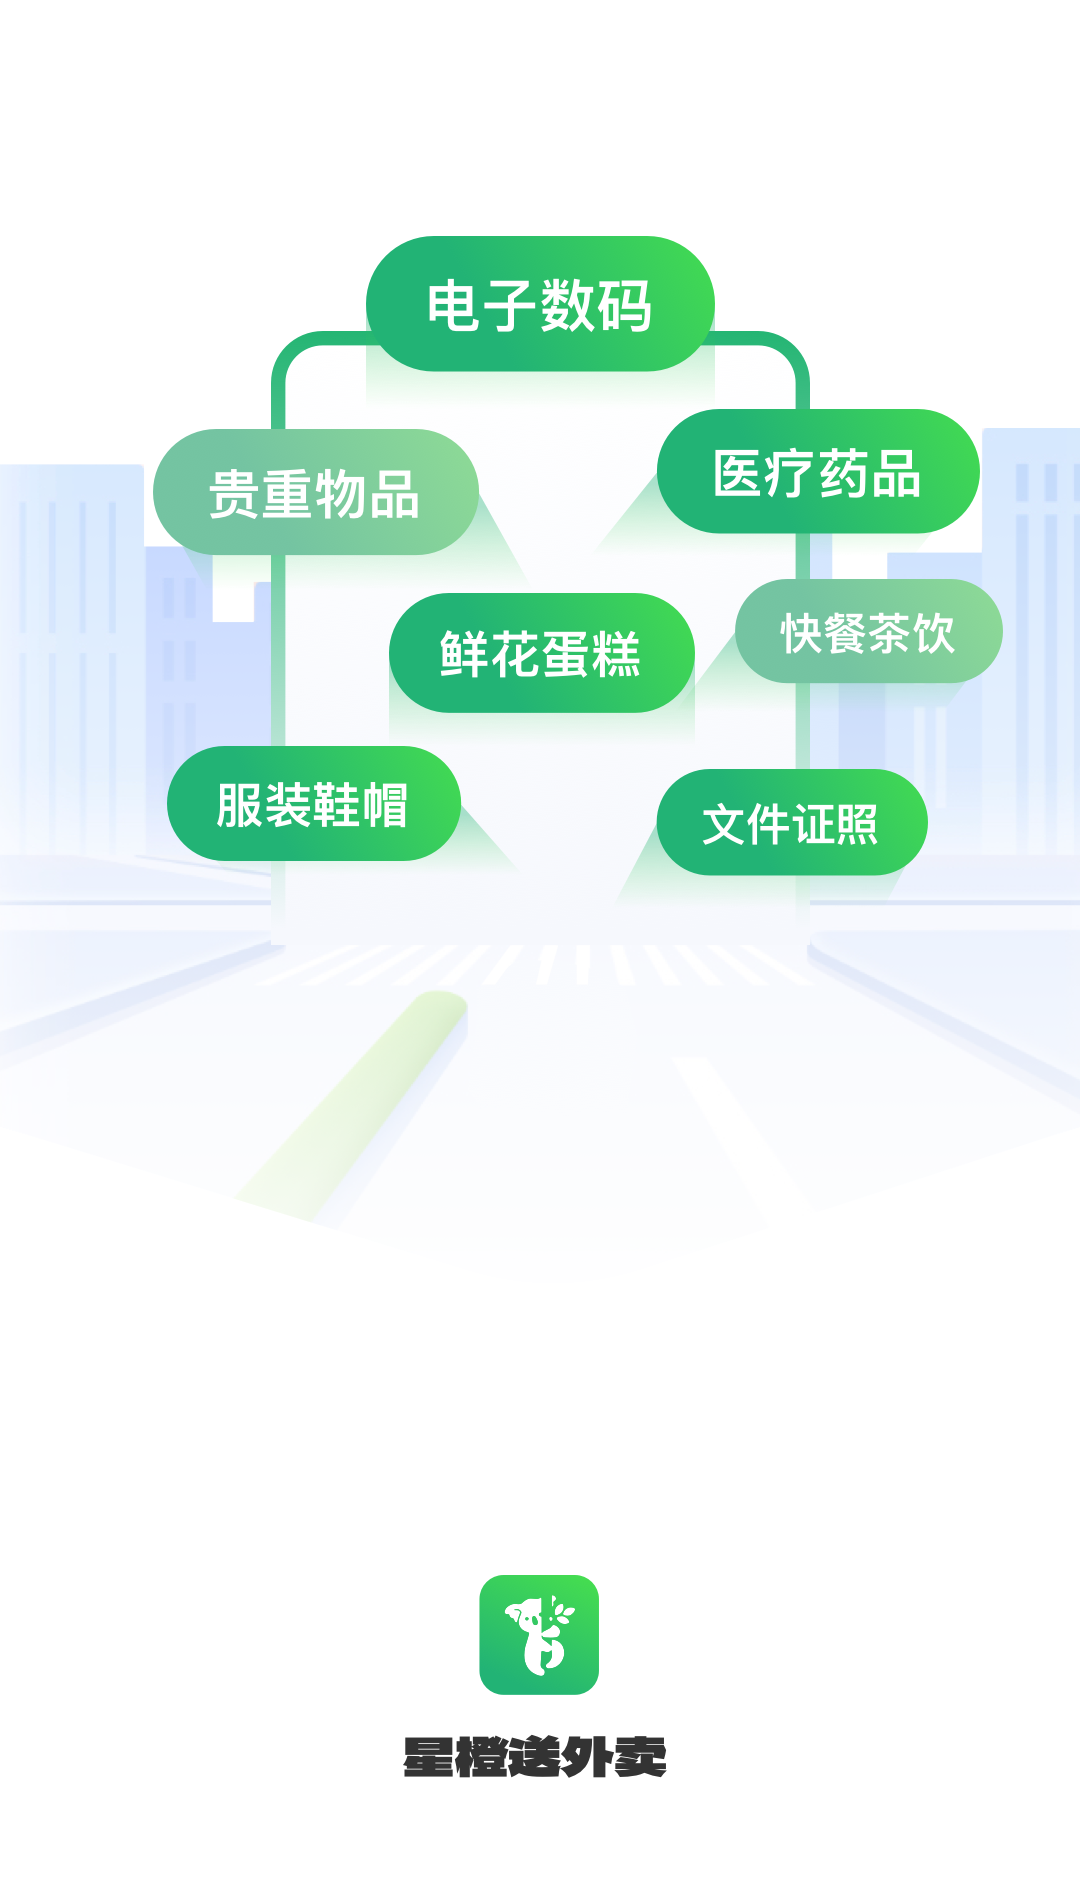 电子数码
医疗药品
贵重物品
快餐茶饮
鲜花蛋糕
服装鞋帽
文件证照
星橙送外卖